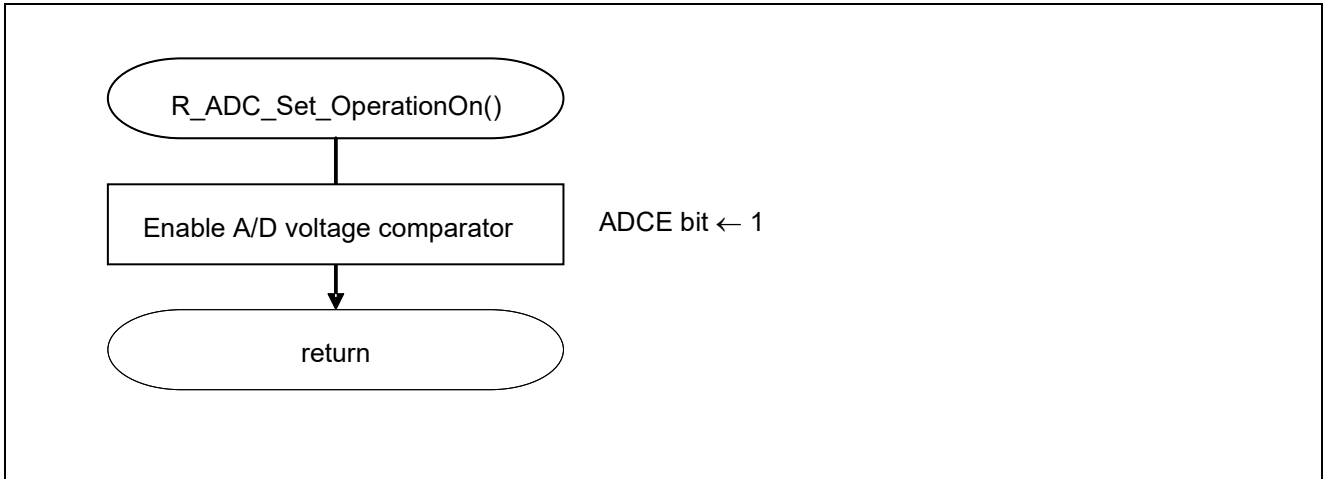 R_ADC_Set_OperationOn()
Enable A/D voltage comparator
ADCE bit ← 1
return